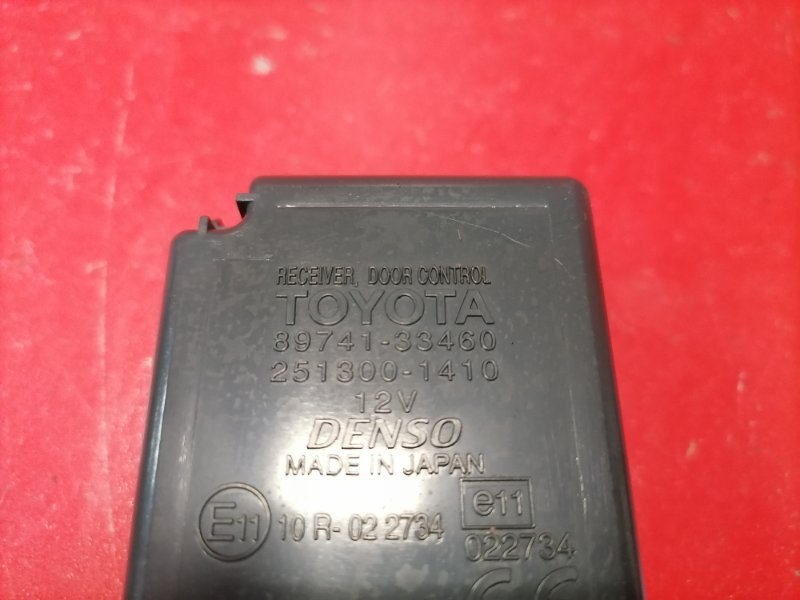 RECEIVER, DOOR CONTROL
TOYOTA
89741-33460
251300-1410
12V
DENSO
MADE IN JAPAN
E11 10 R-02 2734 e11
022734